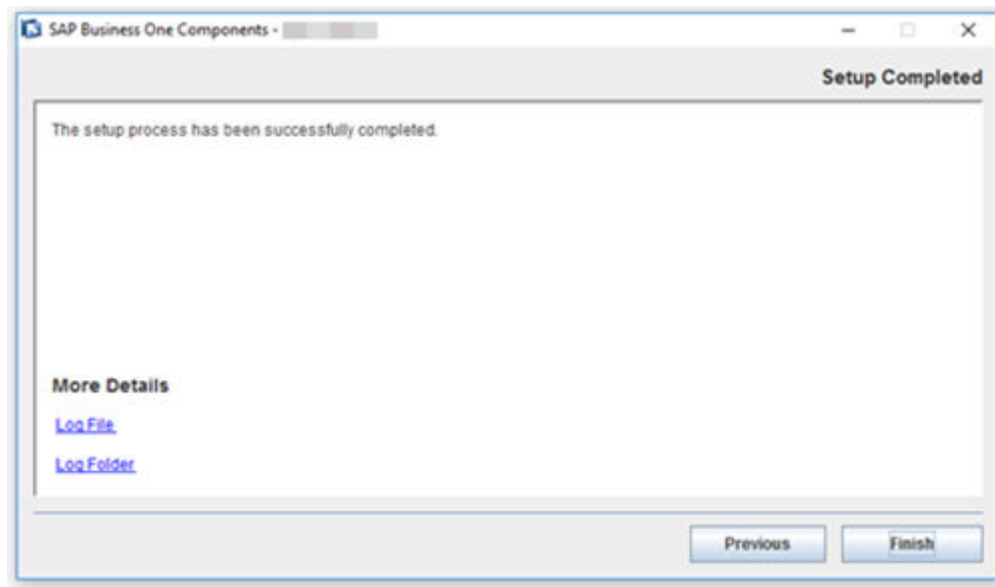 SAP Business One Components -
Setup Completed
The setup process has been successfully completed.
More Details
Log File
Log Folder
Previous
Finish